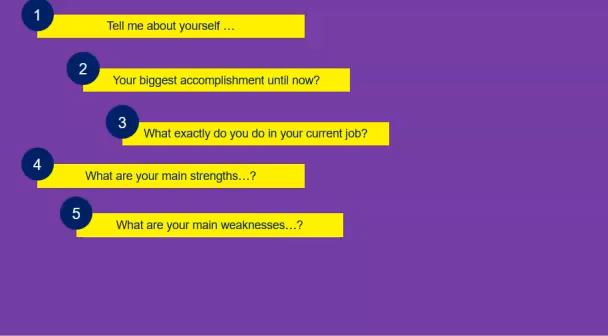 1 Tell me about yourself …
2 Your biggest accomplishment until now?
3 What exactly do you do in your current job?
4 What are your main strengths…?
5 What are your main weaknesses…?